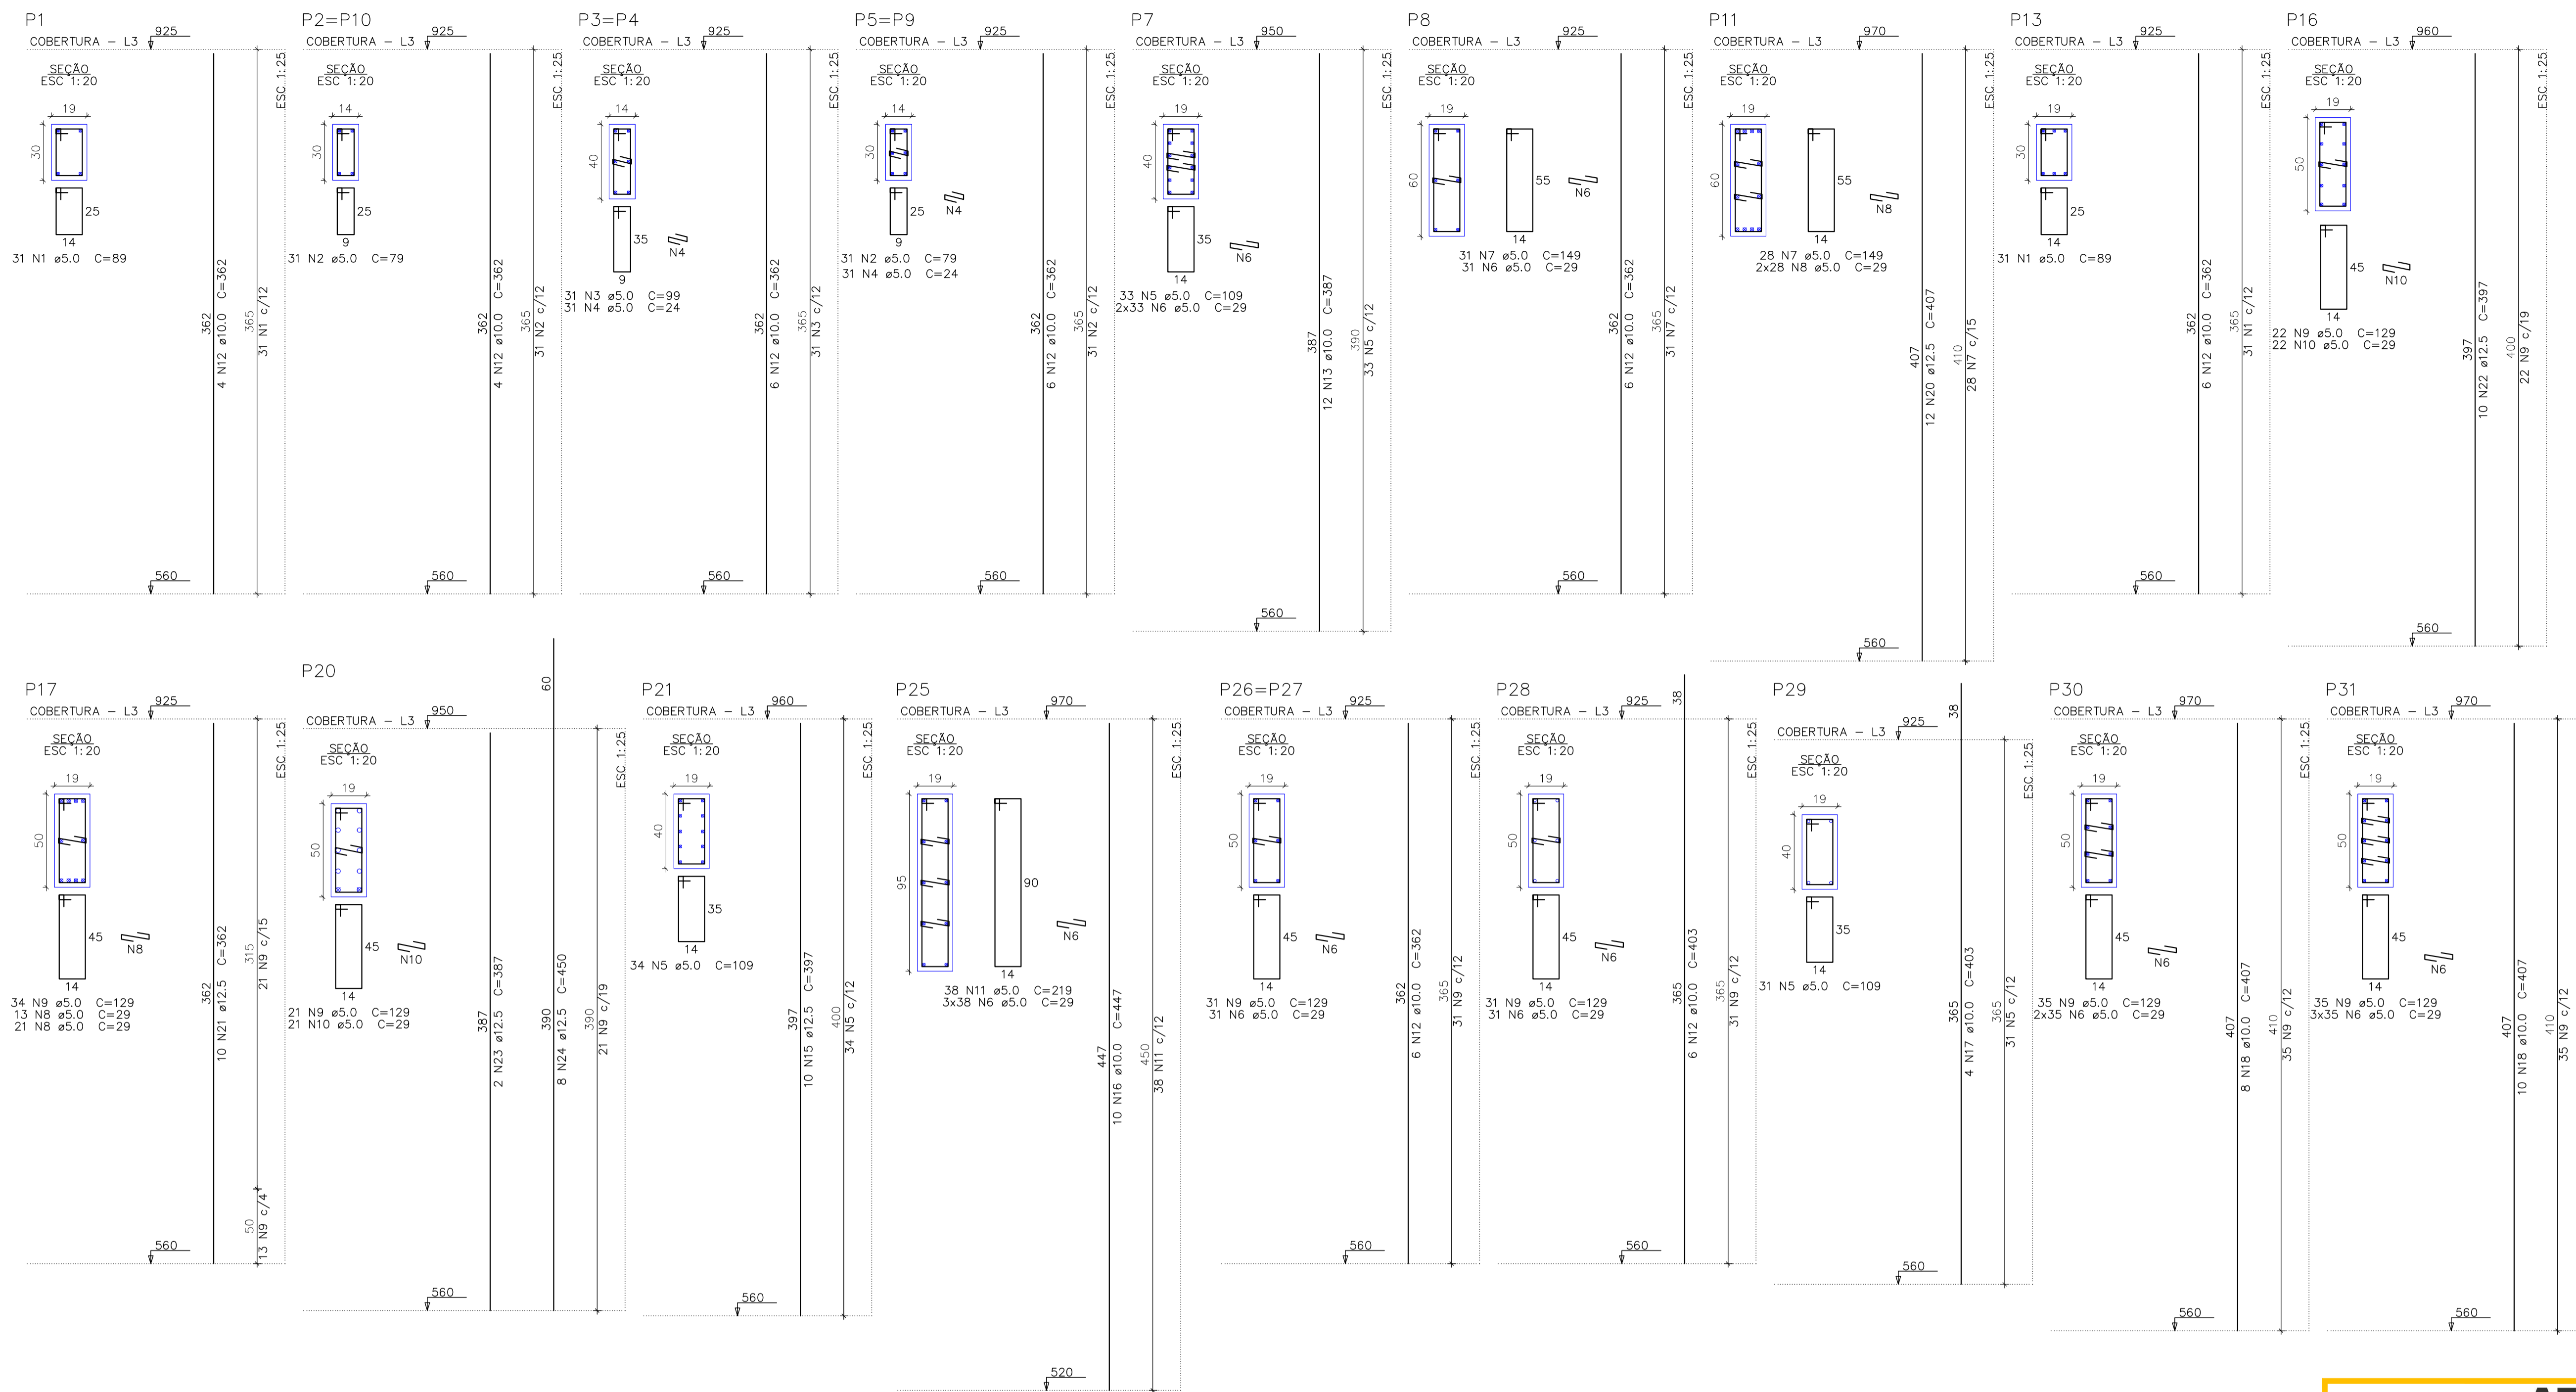 P1
925
COBERTURA - L3
SEÇÃO
ESC 1:20
19
30
25
14
31 N1 ø5.0 C=89
560
362
4 N12 ø10.0 C=362
365
31 N1 c/12
ESC 1:25
P2=P10
925
COBERTURA - L3
SEÇÃO
ESC 1:20
14
30
25
9
31 N2 ø5.0 C=79
560
362
4 N12 ø10.0 C=362
365
31 N2 c/12
ESC 1:25
P3=P4
925
COBERTURA - L3
SEÇÃO
ESC 1:20
14
40
35
N4
9
31 N3 ø5.0 C=99
31 N4 ø5.0 C=24
560
362
6 N12 ø10.0 C=362
365
31 N3 c/12
ESC 1:25
P5=P9
925
COBERTURA - L3
SEÇÃO
ESC 1:20
14
30
25
N4
9
31 N2 ø5.0 C=79
31 N4 ø5.0 C=24
560
362
6 N12 ø10.0 C=362
365
31 N2 c/12
ESC 1:25
P7
950
COBERTURA - L3
SEÇÃO
ESC 1:20
19
40
35
N6
14
33 N5 ø5.0 C=109
2x33 N6 ø5.0 C=29
560
387
12 N13 ø10.0 C=387
390
33 N5 c/12
ESC 1:25
P8
925
COBERTURA - L3
SEÇÃO
ESC 1:20
19
60
55
N6
14
31 N7 ø5.0 C=149
31 N6 ø5.0 C=29
560
362
6 N12 ø10.0 C=362
365
31 N7 c/12
ESC 1:25
P11
970
COBERTURA - L3
SEÇÃO
ESC 1:20
19
60
55
N8
14
28 N7 ø5.0 C=149
2x28 N8 ø5.0 C=29
560
407
12 N20 ø12.5 C=407
410
28 N7 c/15
ESC 1:25
P13
925
COBERTURA - L3
SEÇÃO
ESC 1:20
19
30
25
14
31 N1 ø5.0 C=89
560
362
6 N12 ø10.0 C=362
365
31 N1 c/12
ESC 1:25
P16
960
COBERTURA - L3
SEÇÃO
ESC 1:20
19
50
45
N10
14
22 N9 ø5.0 C=129
22 N10 ø5.0 C=29
560
397
10 N22 ø12.5 C=397
400
22 N9 c/19
ESC 1:25
P17
925
COBERTURA - L3
SEÇÃO
ESC 1:20
19
50
45
N8
14
34 N9 ø5.0 C=129
13 N8 ø5.0 C=29
21 N8 ø5.0 C=29
560
362
10 N21 ø12.5 C=362
315
21 N9 c/15
50
13 N9 c/4
ESC 1:25
P20
950
COBERTURA - L3
SEÇÃO
ESC 1:20
19
50
45
N10
14
21 N9 ø5.0 C=129
21 N10 ø5.0 C=29
560
387
2 N23 ø12.5 C=387
60
390
8 N24 ø12.5 C=450
390
21 N9 c/19
ESC 1:25
P21
960
COBERTURA - L3
SEÇÃO
ESC 1:20
19
40
35
14
34 N5 ø5.0 C=109
560
397
10 N15 ø12.5 C=397
400
34 N5 c/12
ESC 1:25
P25
970
COBERTURA - L3
SEÇÃO
ESC 1:20
19
95
90
N6
14
38 N11 ø5.0 C=219
3x38 N6 ø5.0 C=29
520
447
10 N16 ø10.0 C=447
450
38 N11 c/12
ESC 1:25
P26=P27
925
COBERTURA - L3
SEÇÃO
ESC 1:20
19
50
45
N6
14
31 N9 ø5.0 C=129
31 N6 ø5.0 C=29
560
362
6 N12 ø10.0 C=362
365
31 N9 c/12
ESC 1:25
P28
925
COBERTURA - L3
SEÇÃO
ESC 1:20
19
50
45
N6
14
31 N9 ø5.0 C=129
31 N6 ø5.0 C=29
560
38
365
6 N12 ø10.0 C=403
365
31 N9 c/12
ESC 1:25
P29
925
COBERTURA - L3
SEÇÃO
ESC 1:20
19
40
35
14
31 N5 ø5.0 C=109
560
38
365
4 N17 ø10.0 C=403
365
31 N5 c/12
ESC 1:25
P30
970
COBERTURA - L3
SEÇÃO
ESC 1:20
19
50
45
N6
14
35 N9 ø5.0 C=129
2x35 N6 ø5.0 C=29
560
407
8 N18 ø10.0 C=407
410
35 N9 c/12
ESC 1:25
P31
970
COBERTURA - L3
SEÇÃO
ESC 1:20
19
50
45
N6
14
35 N9 ø5.0 C=129
3x35 N6 ø5.0 C=29
560
407
10 N18 ø10.0 C=407
410
35 N9 c/12